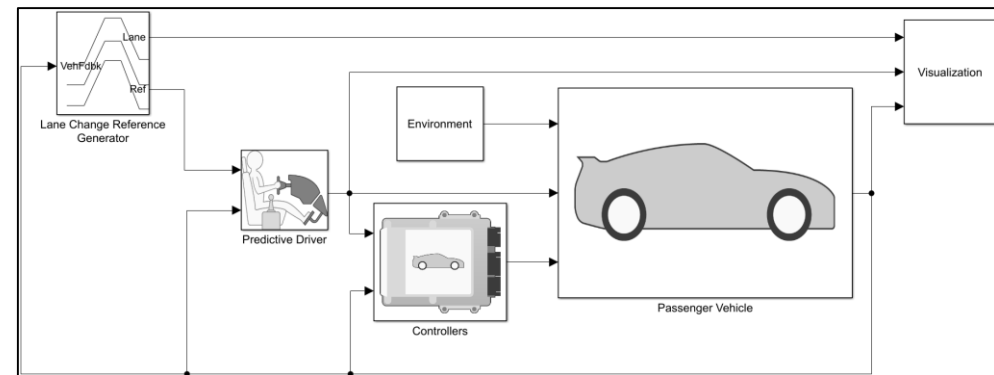 Lane
VehFdbk
Ref
Lane Change Reference
Generator
Visualization
Environment
Predictive Driver
Controllers
Passenger Vehicle